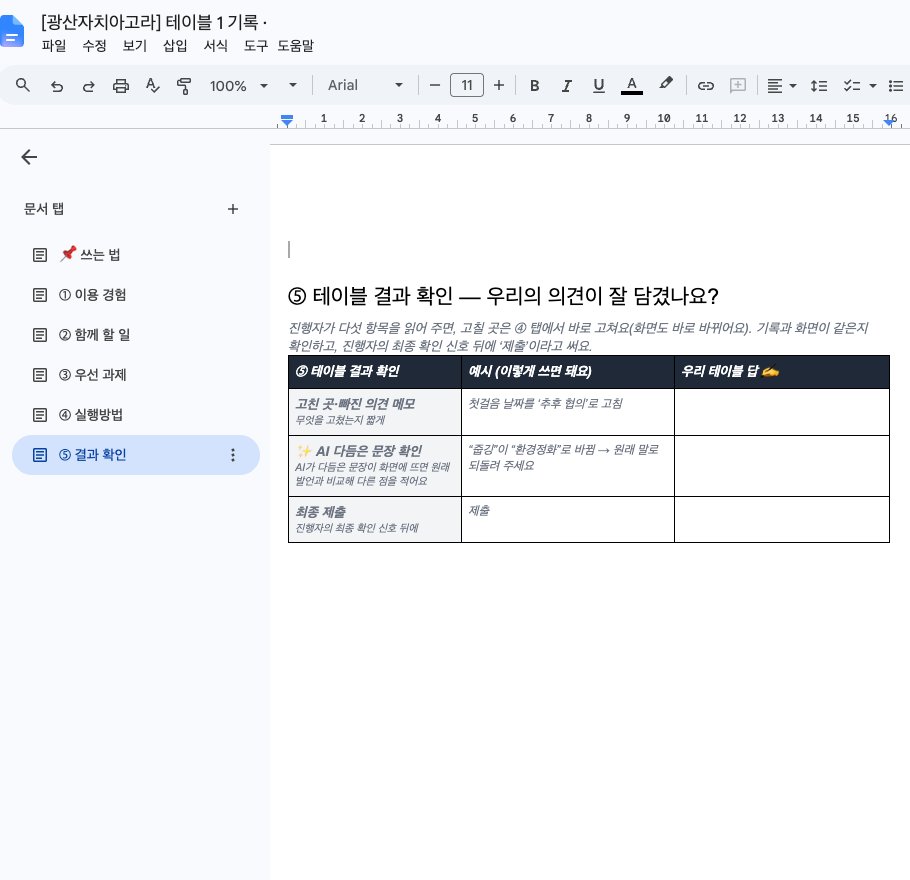 [광산자치아고라] 테이블 1 기록 ·
파일 수정 보기 삽입 서식 도구 도움말
100% Arial 11 B I U A
1 2 3 4 5 6 7 8 9 10 11 12 13 14 15 16
문서 탭
📌 쓰는 법
① 이용 경험
② 함께 할 일
③ 우선 과제
④ 실행방법
⑤ 결과 확인
⑤ 테이블 결과 확인 — 우리의 의견이 잘 담겼나요?
진행자가 다섯 항목을 읽어 주면, 고칠 곳은 ④ 탭에서 바로 고쳐요(화면도 바로 바뀌어요). 기록과 화면이 같은지
확인하고, 진행자의 최종 확인 신호 뒤에 ‘제출’이라고 써요.
⑤ 테이블 결과 확인 예시 (이렇게 쓰면 돼요) 우리 테이블 답 ✍️
고친 곳·빠진 의견 메모
무엇을 고쳤는지 짧게
첫걸음 날짜를 ‘추후 협의’로 고침
✨ AI 다듬은 문장 확인
AI가 다듬은 문장이 화면에 뜨면 원래
발언과 비교해 다른 점을 적어요
“줍깅”이 “환경정화”로 바뀜 → 원래 말로
되돌려 주세요
최종 제출
진행자의 최종 확인 신호 뒤에
제출